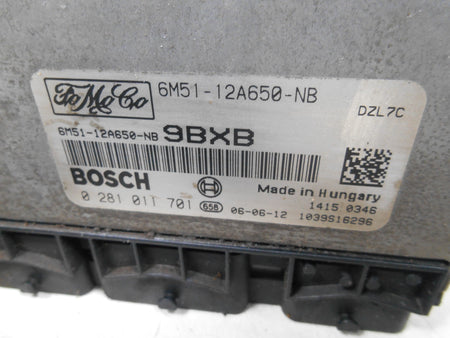 FoMoCo 6M51-12A650-NB
DZL7C
6M51-12A650-NB 9BXB
BOSCH
Made in Hungary
0 281 011 701 658 06-06-12 1415 0346
1039S16296